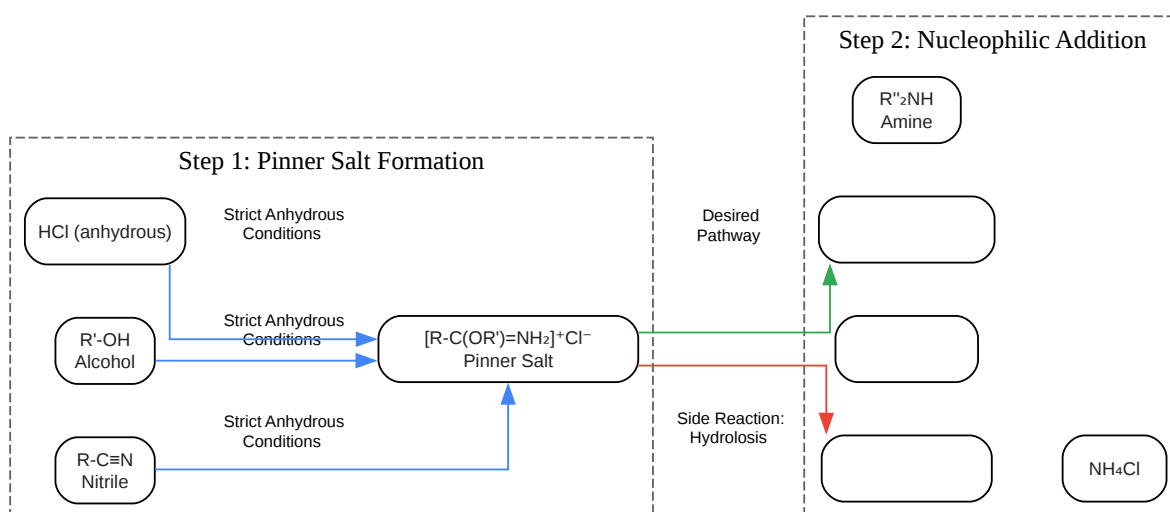 Step 1: Pinner Salt Formation
HCl (anhydrous)
Strict Anhydrous
Conditions
R'-OH
Alcohol
Strict Anhydrous
Conditions
R-C≡N
Nitrile
Strict Anhydrous
Conditions
[R-C(OR')=NH₂]⁺Cl⁻
Pinner Salt
Desired
Pathway
Side Reaction:
Hydrolosis
Step 2: Nucleophilic Addition
R''₂NH
Amine
NH₄Cl